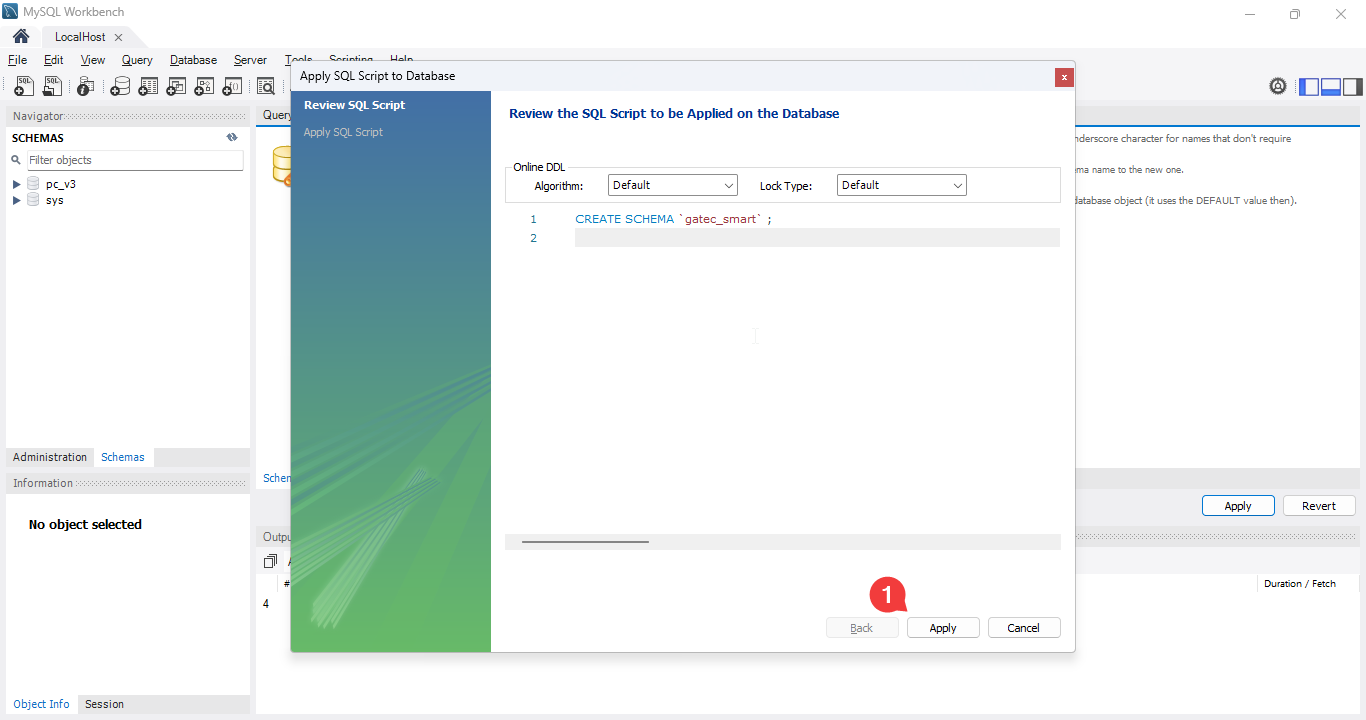 MySQL Workbench
LocalHost
File Edit View Query Database Server Tools Scripting Help
Navigator
SCHEMAS
Filter objects
pc_v3
sys
Administration Schemas
Information
No object selected
Object Info Session
Query
Apply SQL Script to Database
x
Review SQL Script
Apply SQL Script
Review the SQL Script to be Applied on the Database
Online DDL
Algorithm: Default Lock Type: Default
1 CREATE SCHEMA `gatec_smart` ;
2
1
Back Apply Cancel
nderscore character for names that don't require
ma name to the new one.
database object (it uses the DEFAULT value then).
Schem
Apply Revert
Outpu
#
Duration / Fetch
4